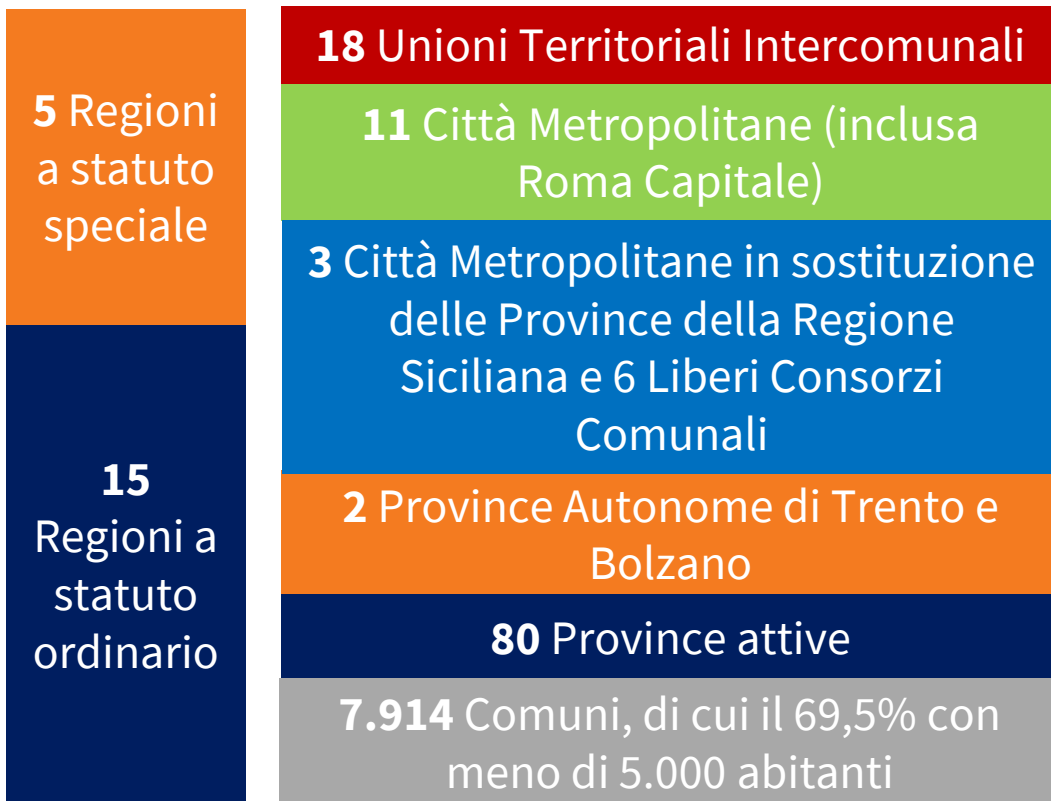 5 Regioni
a statuto
speciale
15
Regioni a
statuto
ordinario
18 Unioni Territoriali Intercomunali
11 Città Metropolitane (inclusa
Roma Capitale)
3 Città Metropolitane in sostituzione
delle Province della Regione
Siciliana e 6 Liberi Consorzi
Comunali
2 Province Autonome di Trento e
Bolzano
80 Province attive
7.914 Comuni, di cui il 69,5% con
meno di 5.000 abitanti